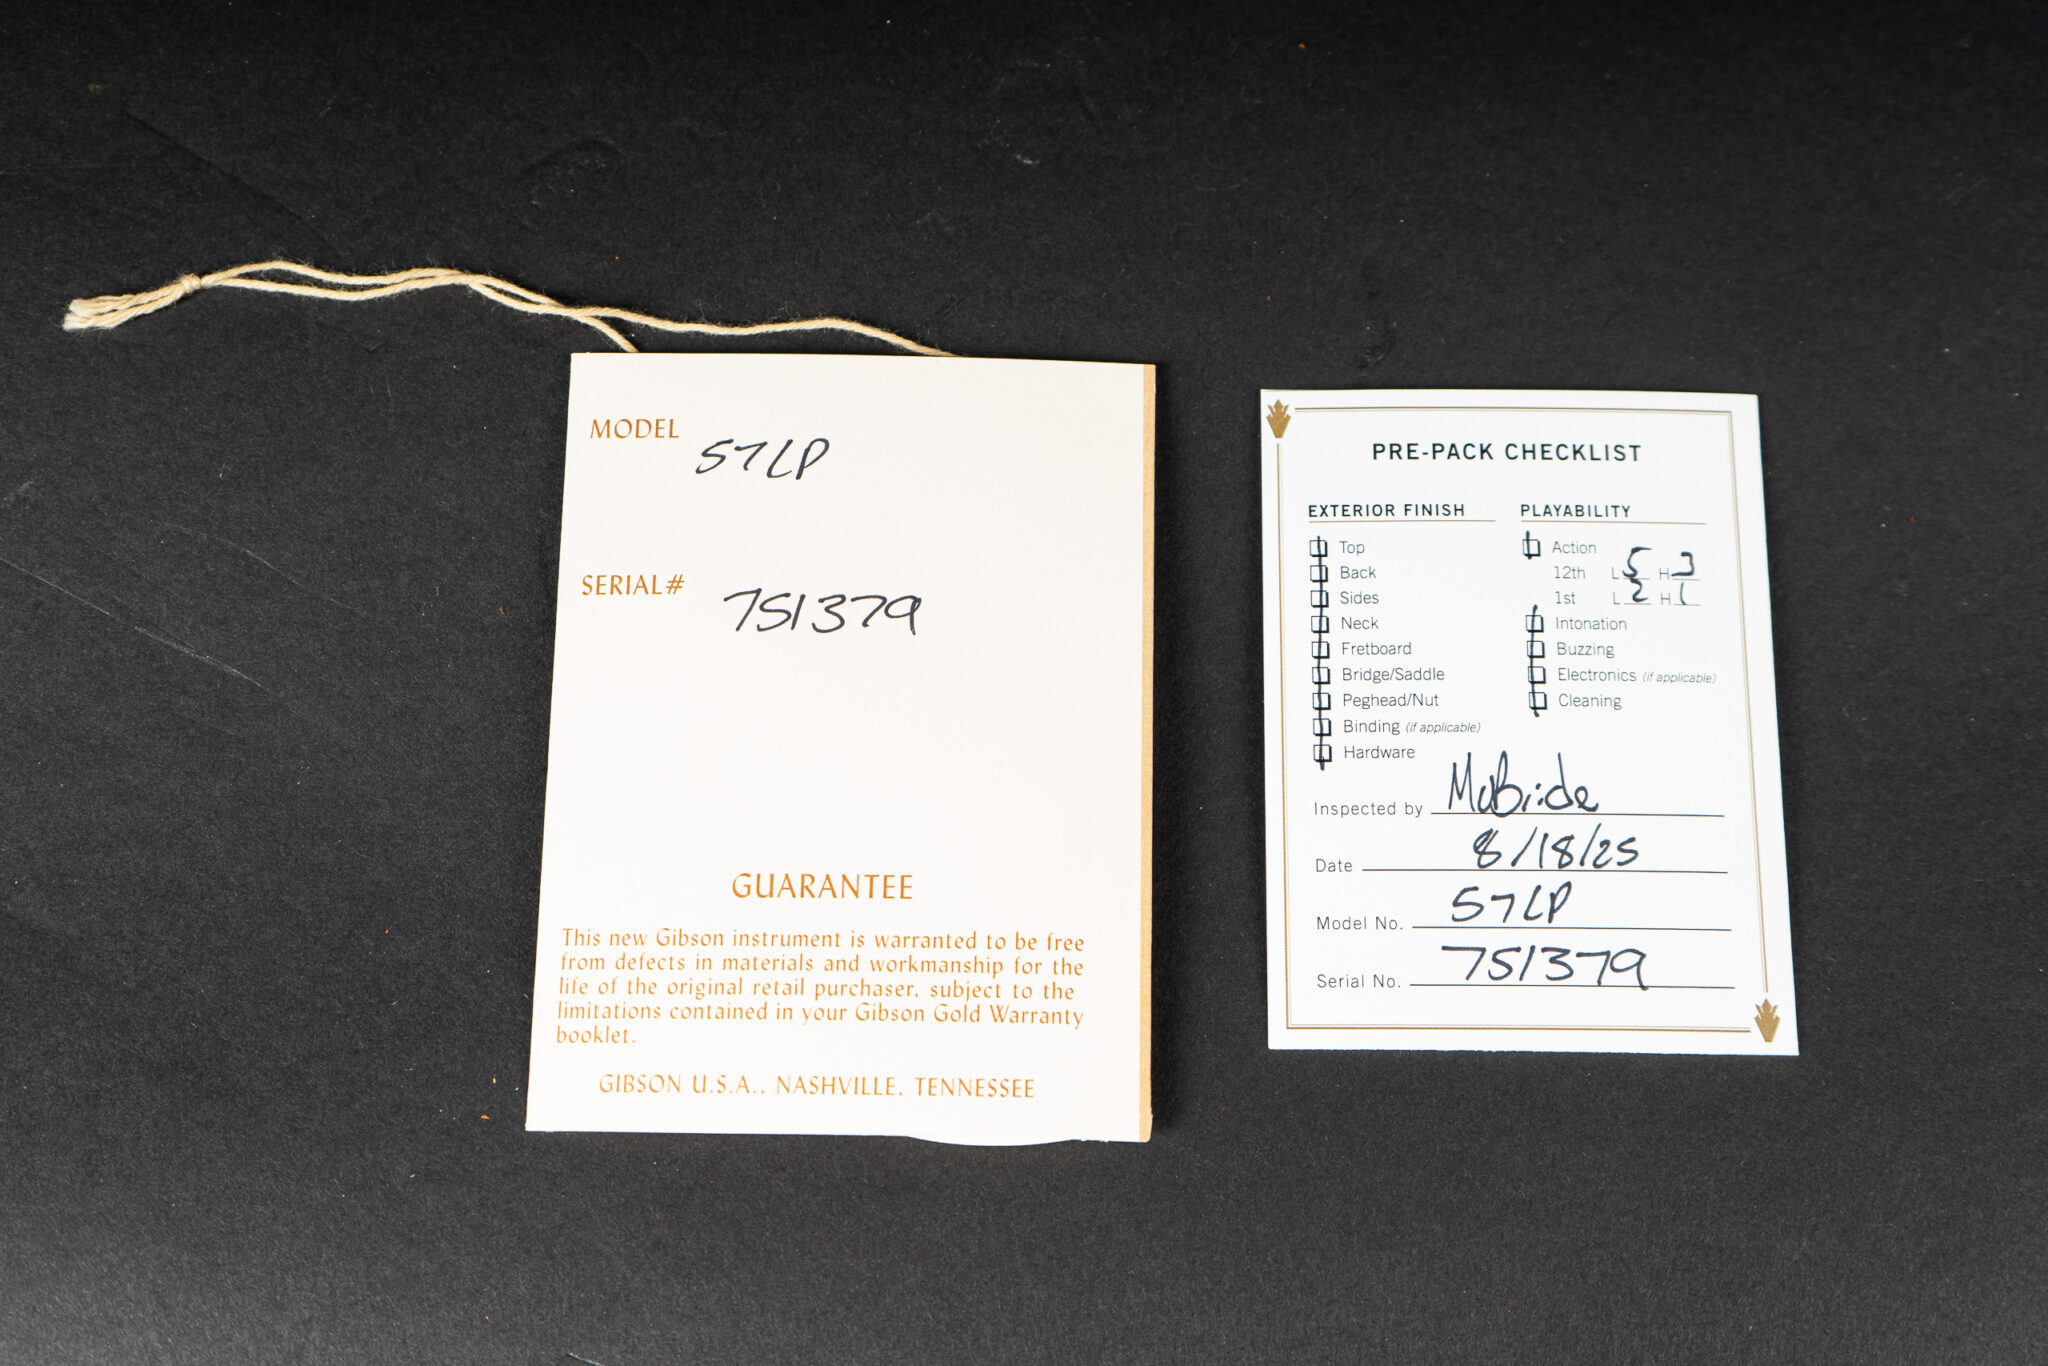 MODEL 57LP
SERIAL# 751379
GUARANTEE
This new Gibson instrument is warranted to be free
from defects in materials and workmanship for the
life of the original retail purchaser, subject to the
limitations contained in your Gibson Gold Warranty
booklet.
GIBSON U.S.A., NASHVILLE, TENNESSEE
PRE-PACK CHECKLIST
EXTERIOR FINISH
Top
Back
Sides
Neck
Fretboard
Bridge/Saddle
Peghead/Nut
Binding (if applicable)
Hardware
PLAYABILITY
Action
12th L 5 H 3
1st L 2 H 1
Intonation
Buzzing
Electronics (if applicable)
Cleaning
Inspected by McBride
Date 8/18/25
Model No. 57LP
Serial No. 751379